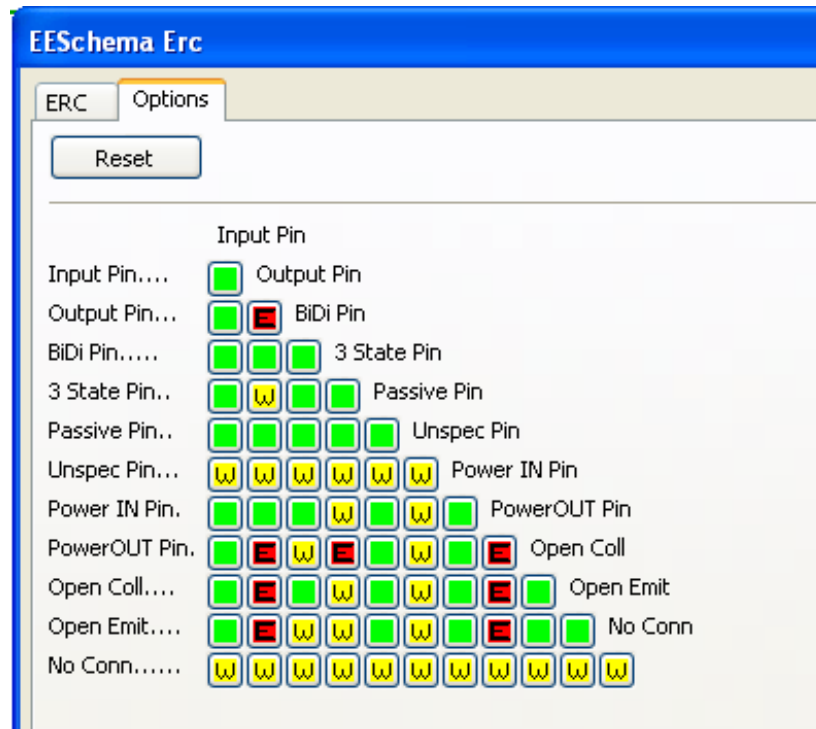 EESchema Erc
ERC Options
Reset
Input Pin
Input Pin.... Output Pin
Output Pin... E BiDi Pin
BiDi Pin..... 3 State Pin
3 State Pin.. W Passive Pin
Passive Pin.. Unspec Pin
Unspec Pin... W W W W W W Power IN Pin
Power IN Pin. W W PowerOUT Pin
PowerOUT Pin. E W E W E Open Coll
Open Coll.... E W W E Open Emit
Open Emit.... E W W W E No Conn
No Conn...... W W W W W W W W W W W